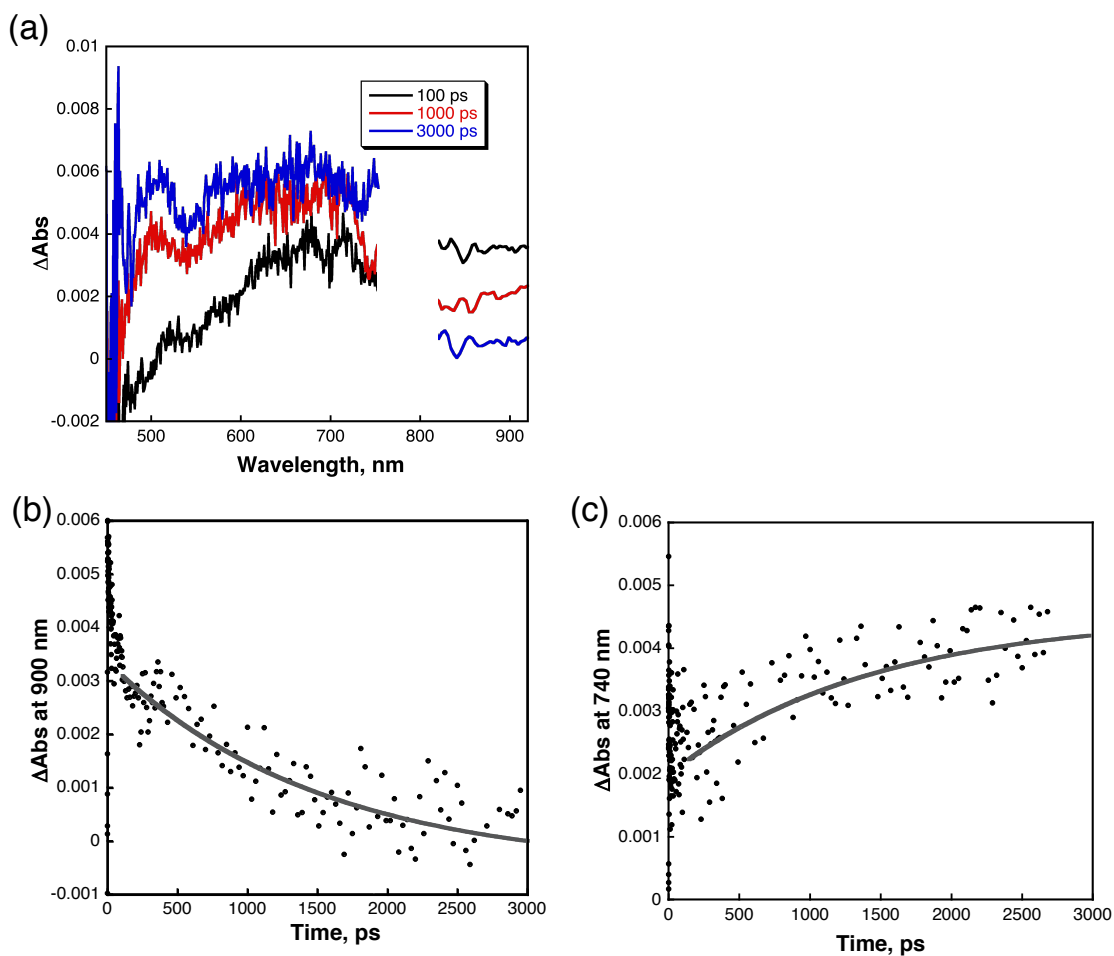 (a)
0.01
0.008
0.006
0.004
0.002
0
-0.002
ΔAbs
100 ps
1000 ps
3000 ps
500 600 700 800 900
Wavelength, nm
(b)
0.006
0.005
0.004
0.003
0.002
0.001
0
-0.001
ΔAbs at 900 nm
0 500 1000 1500 2000 2500 3000
Time, ps
(c)
0.006
0.005
0.004
0.003
0.002
0.001
0
ΔAbs at 740 nm
0 500 1000 1500 2000 2500 3000
Time, ps